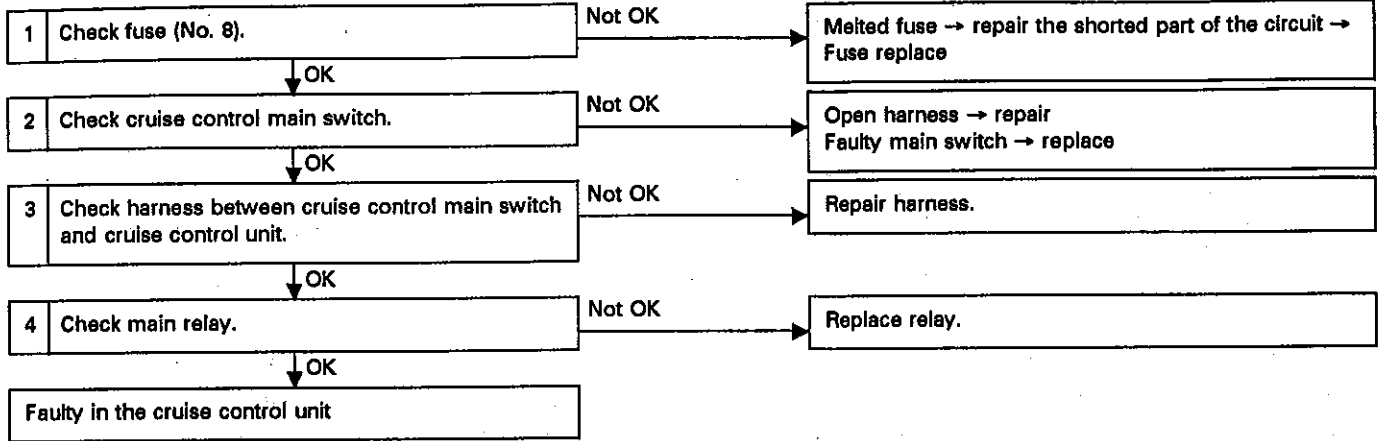 1 Check fuse (No. 8).
Not OK
Melted fuse → repair the shorted part of the circuit →
Fuse replace
OK
2 Check cruise control main switch.
Not OK
Open harness → repair
Faulty main switch → replace
OK
3 Check harness between cruise control main switch
and cruise control unit.
Not OK
Repair harness.
OK
4 Check main relay.
Not OK
Replace relay.
OK
Faulty in the cruise control unit